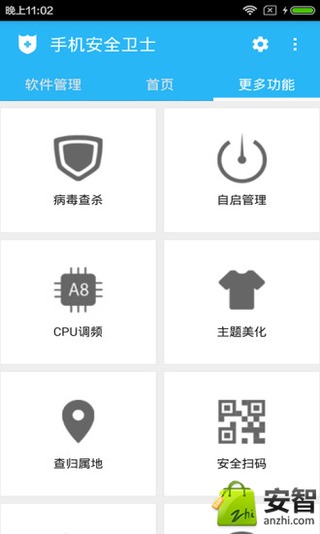 晚上11:02
手机安全卫士
软件管理 首页 更多功能
病毒查杀 自启管理
A8
CPU调频 主题美化
查归属地 安全扫码
zhi
安智
anzhi.com